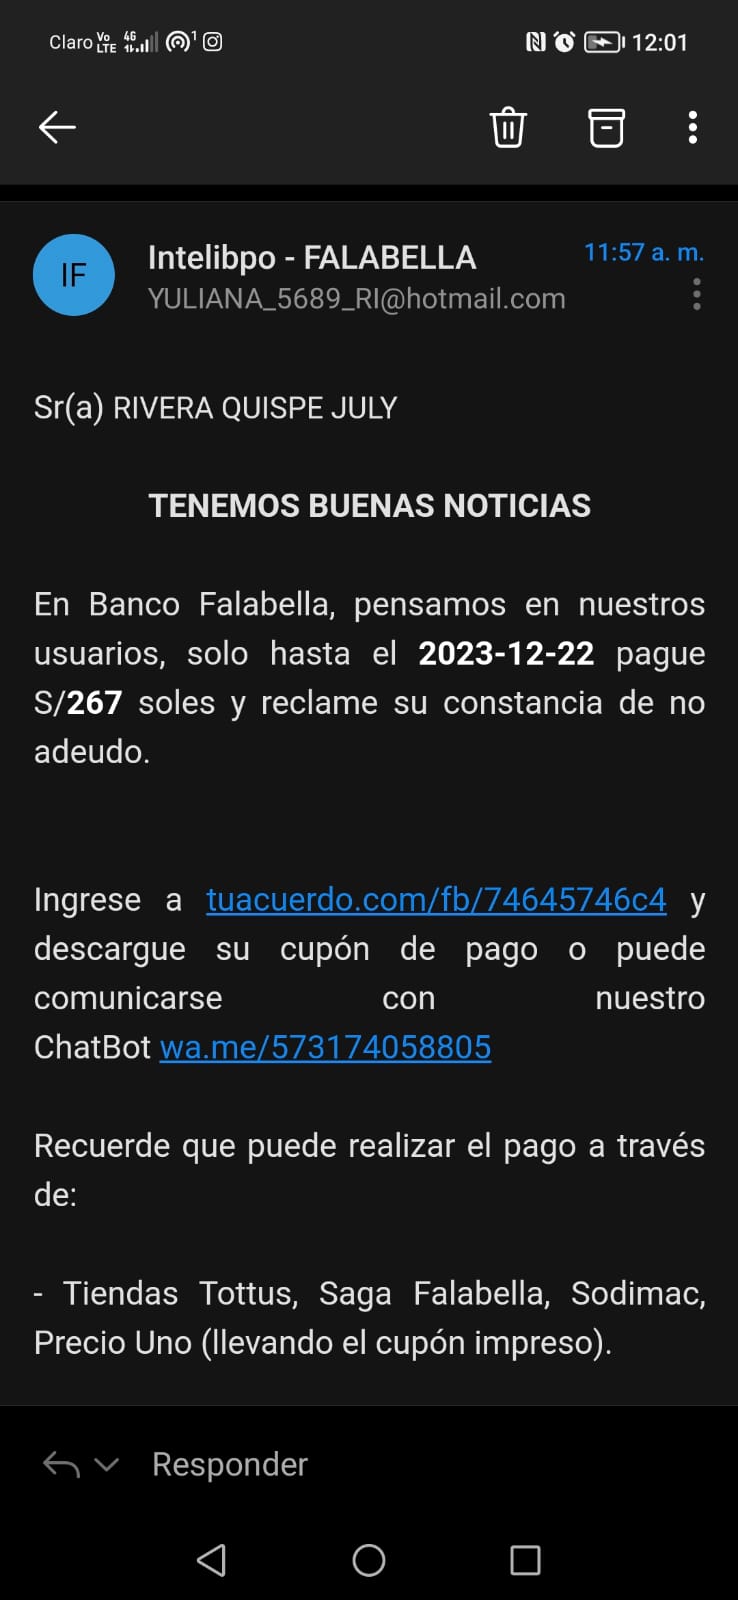 Claro Vo LTE 4G 1 12:01
IF
Intelibpo - FALABELLA
11:57 a. m.
YULIANA_5689_RI@hotmail.com
Sr(a) RIVERA QUISPE JULY
TENEMOS BUENAS NOTICIAS
En Banco Falabella, pensamos en nuestros
usuarios, solo hasta el 2023-12-22 pague
S/267 soles y reclame su constancia de no
adeudo.
Ingrese a tuacuerdo.com/fb/74645746c4 y
descargue su cupón de pago o puede
comunicarse con nuestro
ChatBot wa.me/573174058805
Recuerde que puede realizar el pago a través
de:
- Tiendas Tottus, Saga Falabella, Sodimac,
Precio Uno (llevando el cupón impreso).
Responder